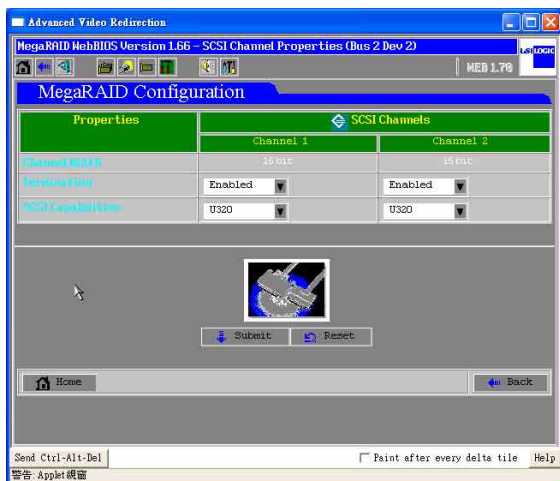 Advanced Video Redirection
MegaRAID WebBIOS Version 1.66 – SCSI Channel Properties (Bus 2 Dev 2)
LSI LOGIC
WEB 1.70
MegaRAID Configuration
Properties
SCSI Channels
Channel 1 Channel 2
Channel Width 16 bit 16 bit
Termination Enabled Enabled
SCSI Capabilities U320 U320
Submit Reset
Home Back
Send Ctrl-Alt-Del Paint after every delta tile Help
警告: Applet 視窗